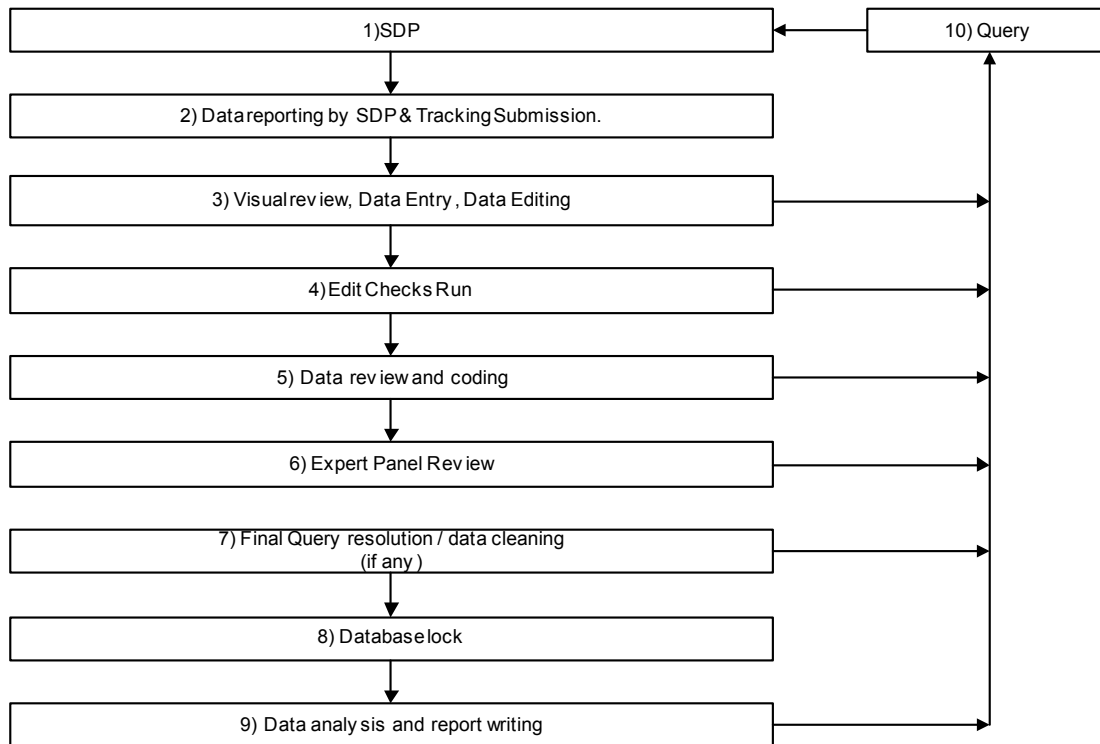 1)SDP
10) Query
2) Data reporting by SDP & Tracking Submission.
3) Visual review, Data Entry , Data Editing
4) Edit Checks Run
5) Data review and coding
6) Expert Panel Review
7) Final Query resolution / data cleaning
(if any)
8) Database lock
9) Data analysis and report writing